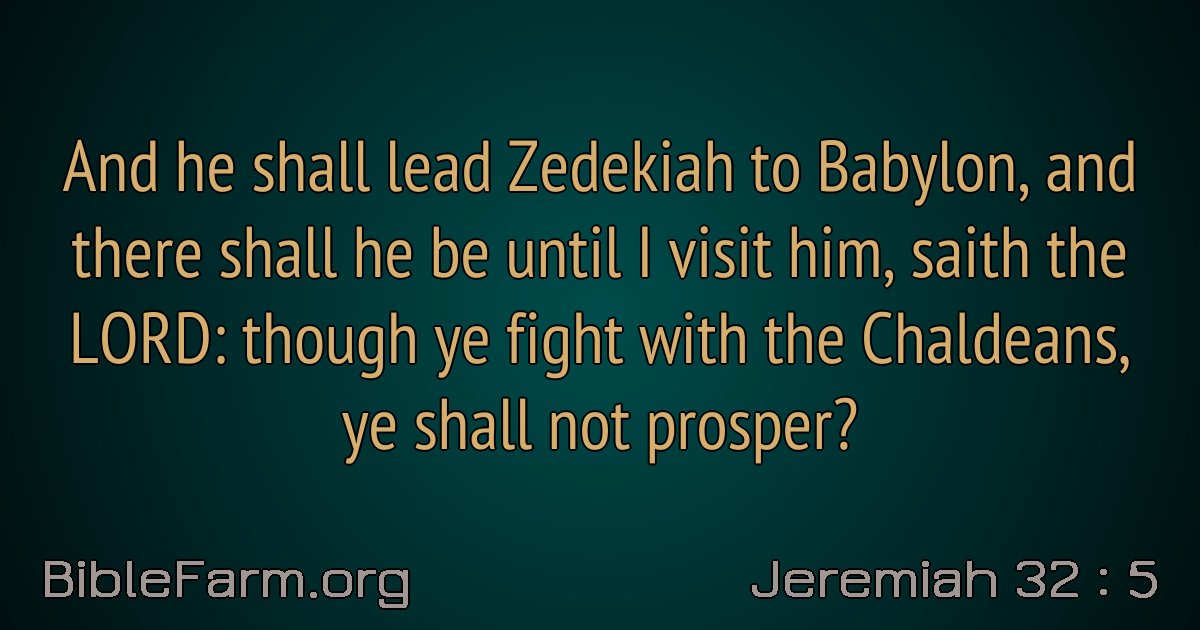 And he shall lead Zedekiah to Babylon, and
there shall he be until I visit him, saith the
LORD: though ye fight with the Chaldeans,
ye shall not prosper?
BibleFarm.org
Jeremiah 32 : 5